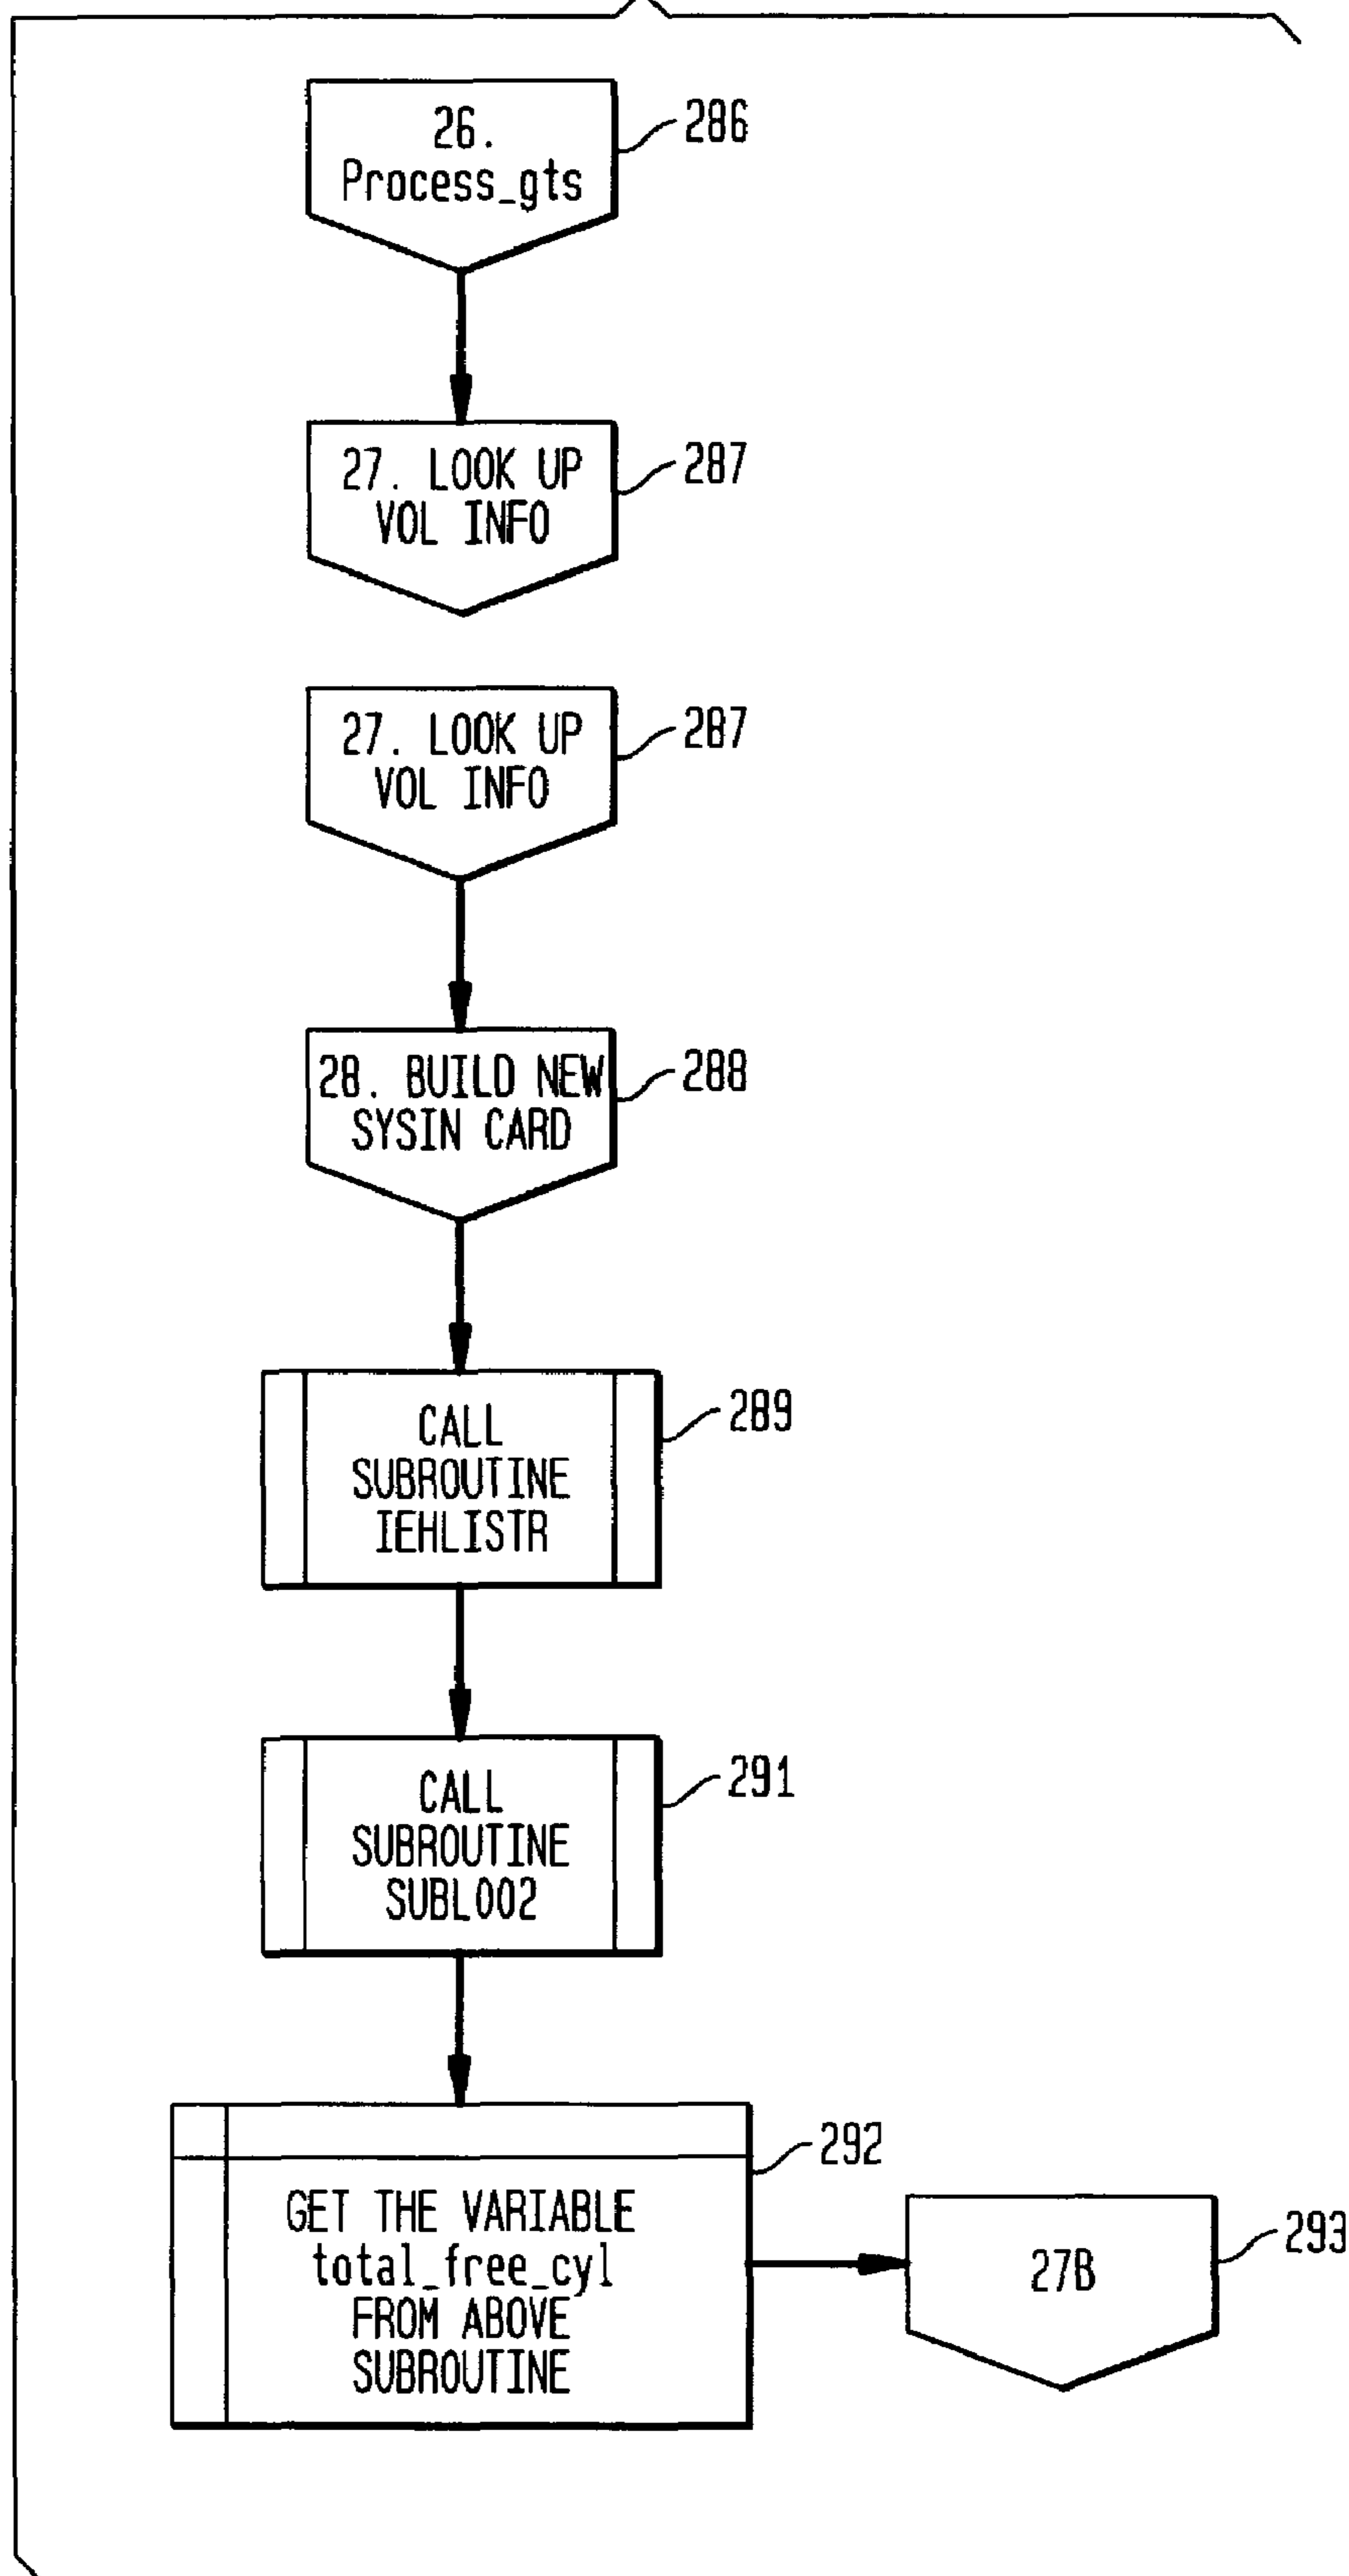 26.
Process_gts
286
27. LOOK UP
VOL INFO
287
27. LOOK UP
VOL INFO
287
28. BUILD NEW
SYSIN CARD
288
CALL
SUBROUTINE
IEHLISTR
289
CALL
SUBROUTINE
SUBL002
291
GET THE VARIABLE
total_free_cyl
FROM ABOVE
SUBROUTINE
292
27B
293